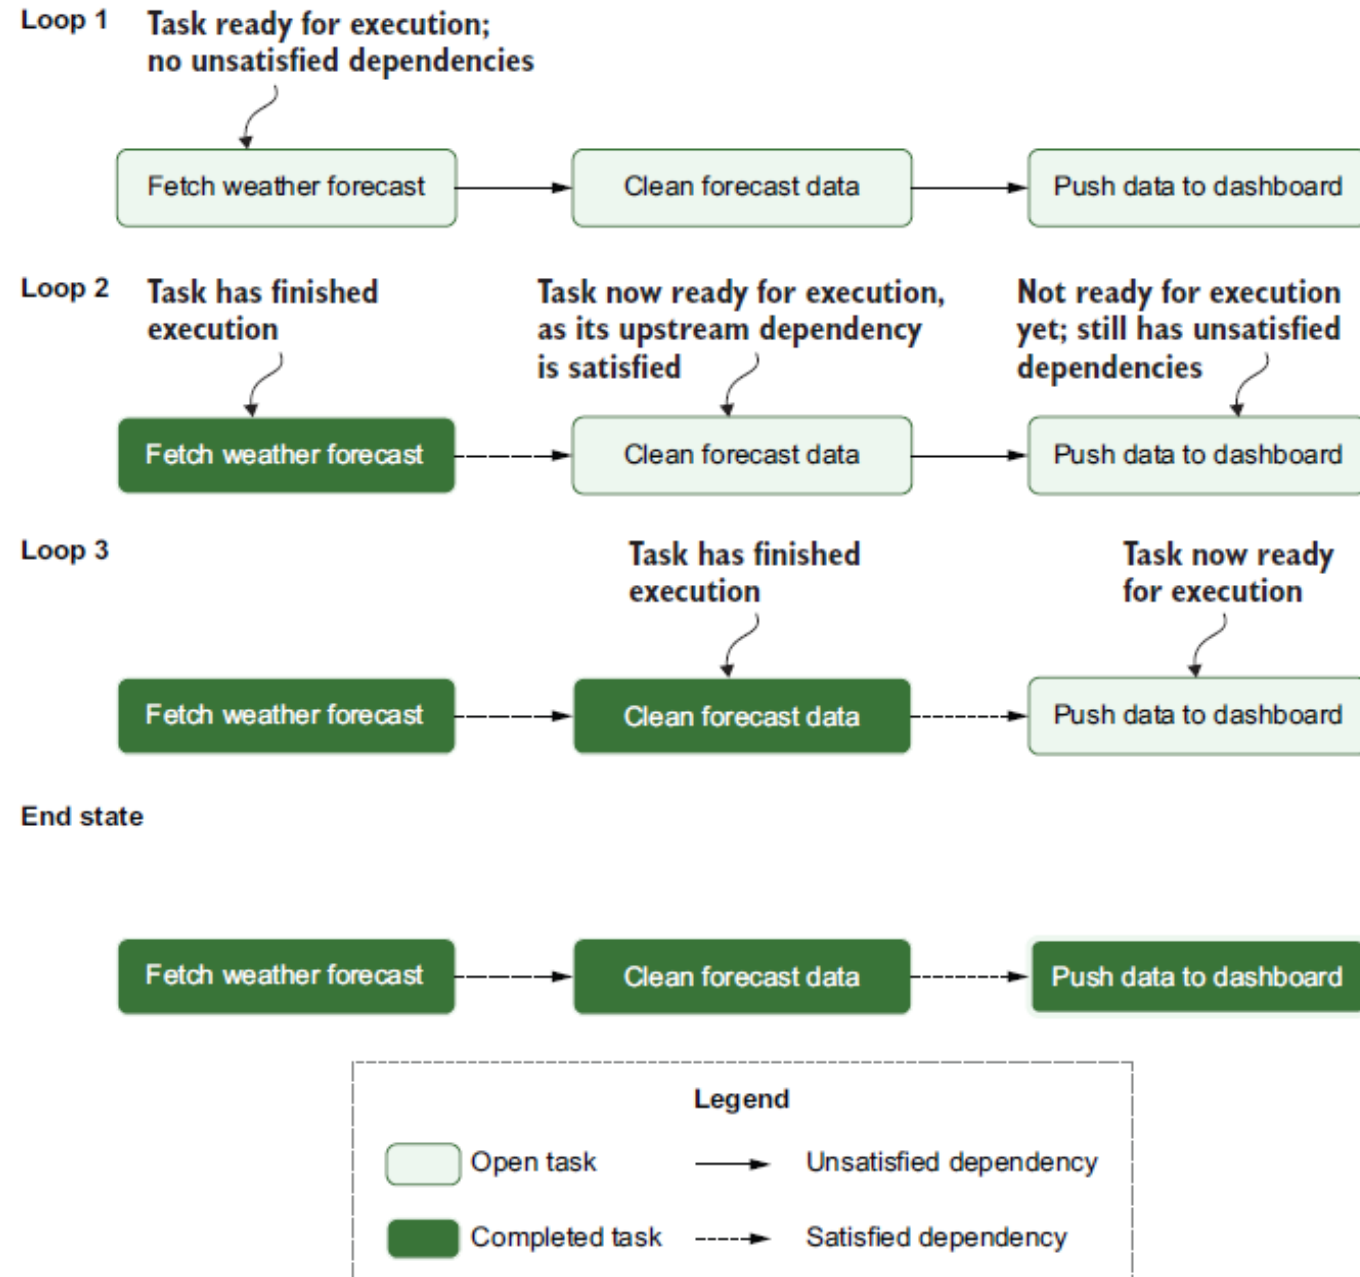 Loop 1
Task ready for execution;
no unsatisfied dependencies
Fetch weather forecast
Clean forecast data
Push data to dashboard
Loop 2
Task has finished
execution
Task now ready for execution,
as its upstream dependency
is satisfied
Not ready for execution
yet; still has unsatisfied
dependencies
Fetch weather forecast
Clean forecast data
Push data to dashboard
Loop 3
Task has finished
execution
Task now ready
for execution
Fetch weather forecast
Clean forecast data
Push data to dashboard
End state
Fetch weather forecast
Clean forecast data
Push data to dashboard
Legend
Open task
Unsatisfied dependency
Completed task
Satisfied dependency